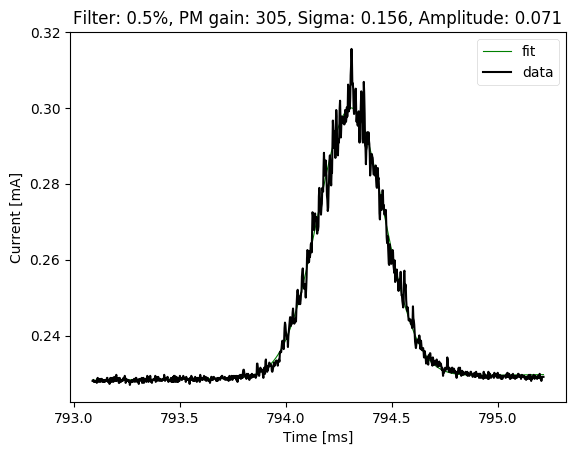 Filter: 0.5%, PM gain: 305, Sigma: 0.156, Amplitude: 0.071
0.32
fit
data
0.30
0.28
0.26
0.24
Current [mA]
793.0 793.5 794.0 794.5 795.0
Time [ms]